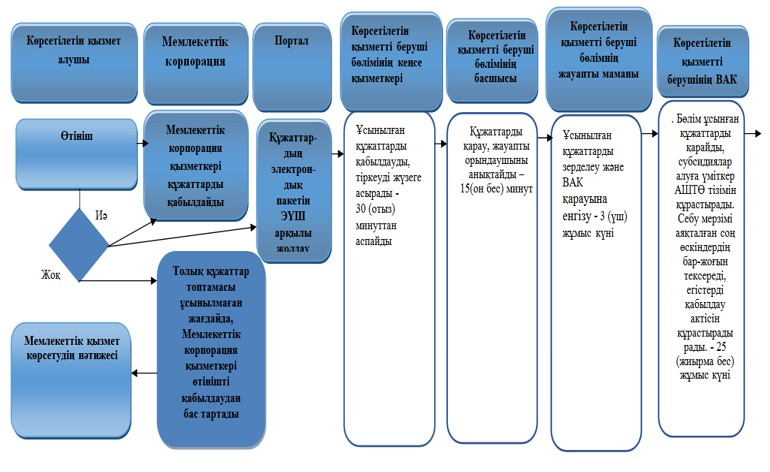 Көрсетілетін қызмет
алушы
Мемлекеттік
корпорация
Портал
Көрсетілетін
қызметті беруші
бөлімінің кеңсе
қызметкері
Көрсетілетін
қызметті беруші
бөлімінің
басшысы
Көрсетілетін
қызметті беруші
бөлімнің
жауапты маманы
Көрсетілетін
қызметті
берушінің ВАК
Өтініш
Мемлекеттік
корпорация
қызметкері
құжаттарды
қабылдайды
Құжаттар-
дың
электрон-
дық
пакетін
ЭҮШ
арқылы
жолдау
Ұсынылған
құжаттарды
қабылдауды,
тіркеуді жүзеге
асырады -
30 (отыз)
минуттан
аспайды
Құжаттарды
қарау, жауапты
орындаушыны
анықтайды –
15(он бес) минут
Ұсынылған
құжаттарды
зерделеу және
ВАК
қарауына
енгізу - 3 (үш)
жұмыс күні
. Бөлім ұсынған
құжаттарды
қарайды,
субсидиялар
алуға үміткер
АШТӨ тізімін
құрастырады.
Себу мерзімі
аяқталған соң
өскіндердің
бар-жоғын
тексереді,
егістерді
қабылдау
актісін
құрастырады
рады. - 25
(жиырма бес)
жұмыс күні
Иә
Жоқ
Толық құжаттар
топтамасы
ұсынылмаған
жағдайда,
Мемлекеттік
корпорация
қызметкері
өтінішті
қабылдаудан
бас тартады
Мемлекеттік қызмет
көрсетудің нәтижесі